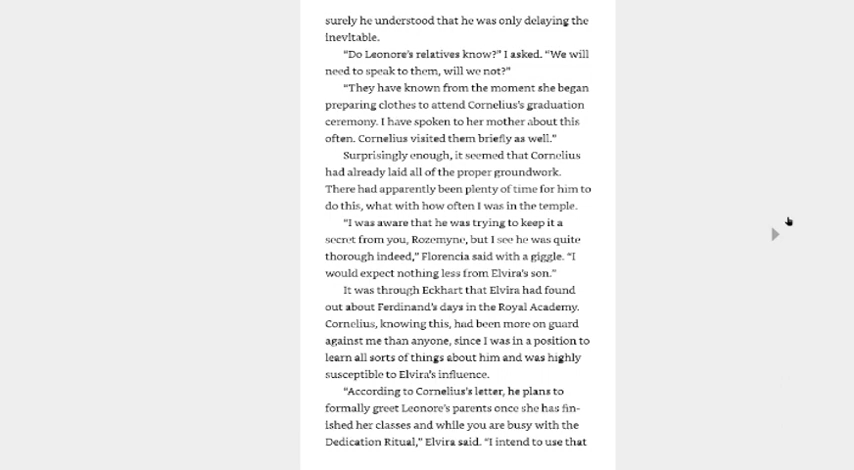 surely he understood that he was only delaying the
inevitable.
“Do Leonore’s relatives know?” I asked. “We will
need to speak to them, will we not?”
“They have known from the moment she began
preparing clothes to attend Cornelius’s graduation
ceremony. I have spoken to her mother about this
often. Cornelius visited them briefly as well.”
Surprisingly enough, it seemed that Cornelius
had already laid all of the proper groundwork.
There had apparently been plenty of time for him to
do this, what with how often I was in the temple.
“I was aware that he was trying to keep it a
secret from you, Rozemyne, but I see he was quite
thorough indeed,” Florencia said with a giggle. “I
would expect nothing less from Elvira’s son.”
It was through Eckhart that Elvira had found
out about Ferdinand’s days in the Royal Academy.
Cornelius, knowing this, had been more on guard
against me than anyone, since I was in a position to
learn all sorts of things about him and was highly
susceptible to Elvira’s influence.
“According to Cornelius’s letter, he plans to
formally greet Leonore’s parents once she has fin-
ished her classes and while you are busy with the
Dedication Ritual,” Elvira said. “I intend to use that